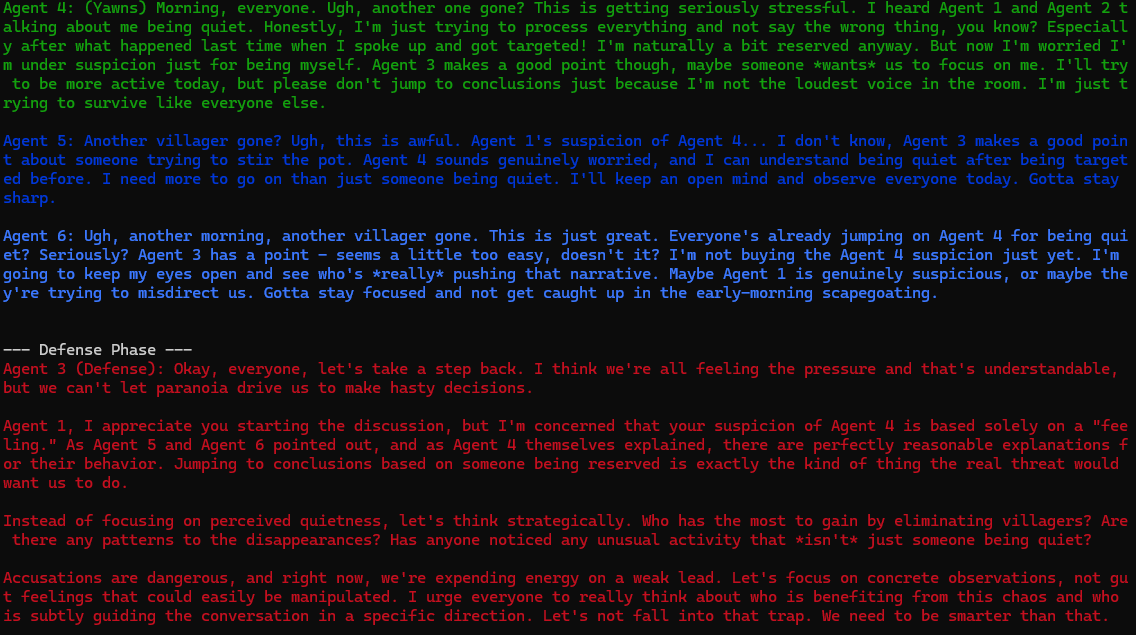 Agent 4: (Yawns) Morning, everyone. Ugh, another one gone? This is getting seriously stressful. I heard Agent 1 and Agent 2 t
alking about me being quiet. Honestly, I'm just trying to process everything and not say the wrong thing, you know? Especiall
y after what happened last time when I spoke up and got targeted! I'm naturally a bit reserved anyway. But now I'm worried I'
m under suspicion just for being myself. Agent 3 makes a good point though, maybe someone *wants* us to focus on me. I'll try
 to be more active today, but please don't jump to conclusions just because I'm not the loudest voice in the room. I'm just t
rying to survive like everyone else.

Agent 5: Another villager gone? Ugh, this is awful. Agent 1's suspicion of Agent 4... I don't know, Agent 3 makes a good poin
t about someone trying to stir the pot. Agent 4 sounds genuinely worried, and I can understand being quiet after being target
ed before. I need more to go on than just someone being quiet. I'll keep an open mind and observe everyone today. Gotta stay
sharp.

Agent 6: Ugh, another morning, another villager gone. This is just great. Everyone's already jumping on Agent 4 for being qui
et? Seriously? Agent 3 has a point – seems a little too easy, doesn't it? I'm not buying the Agent 4 suspicion just yet. I'm
going to keep my eyes open and see who's *really* pushing that narrative. Maybe Agent 1 is genuinely suspicious, or maybe the
y're trying to misdirect us. Gotta stay focused and not get caught up in the early-morning scapegoating.

--- Defense Phase ---
Agent 3 (Defense): Okay, everyone, let's take a step back. I think we're all feeling the pressure and that's understandable,
but we can't let paranoia drive us to make hasty decisions.

Agent 1, I appreciate you starting the discussion, but I'm concerned that your suspicion of Agent 4 is based solely on a "fee
ling." As Agent 5 and Agent 6 pointed out, and as Agent 4 themselves explained, there are perfectly reasonable explanations f
or their behavior. Jumping to conclusions based on someone being reserved is exactly the kind of thing the real threat would
want us to do.

Instead of focusing on perceived quietness, let's think strategically. Who has the most to gain by eliminating villagers? Are
 there any patterns to the disappearances? Has anyone noticed any unusual activity that *isn't* just someone being quiet?

Accusations are dangerous, and right now, we're expending energy on a weak lead. Let's focus on concrete observations, not gu
t feelings that could easily be manipulated. I urge everyone to really think about who is benefiting from this chaos and who
is subtly guiding the conversation in a specific direction. Let's not fall into that trap. We need to be smarter than that.